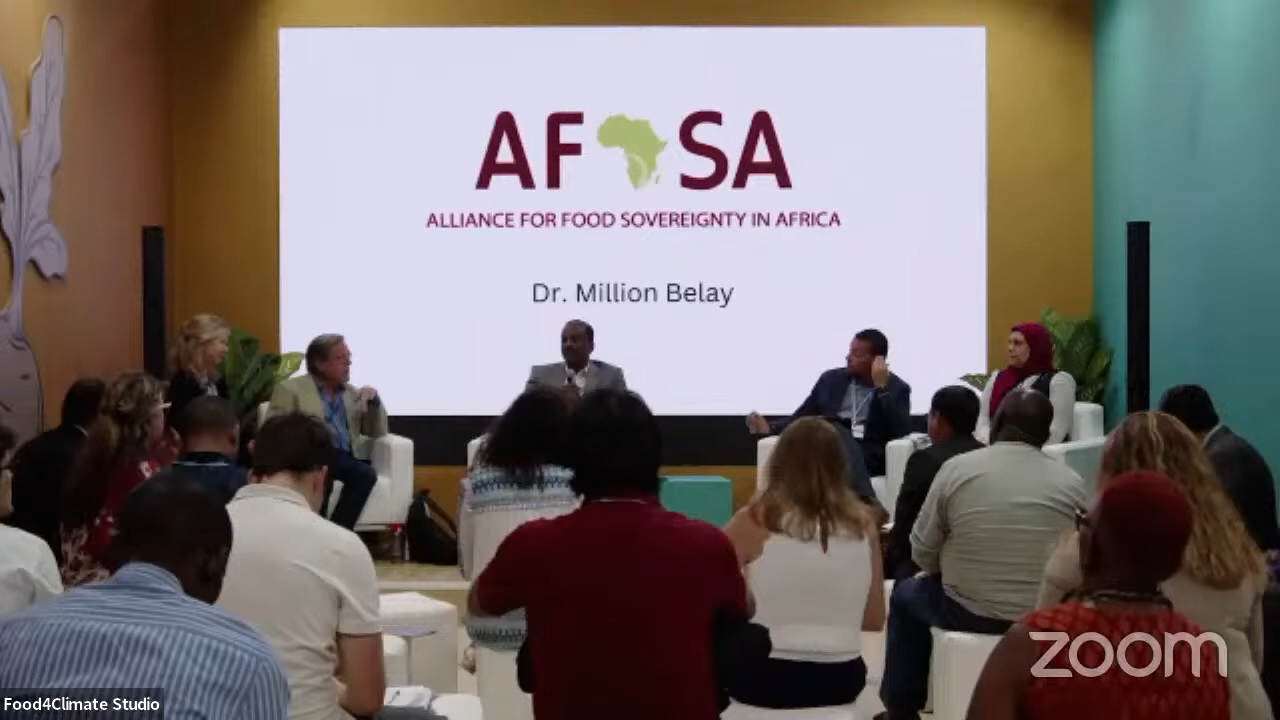 AF SA
ALLIANCE FOR FOOD SOVEREIGNTY IN AFRICA
Dr. Million Belay
zoom
Food4Climate Studio